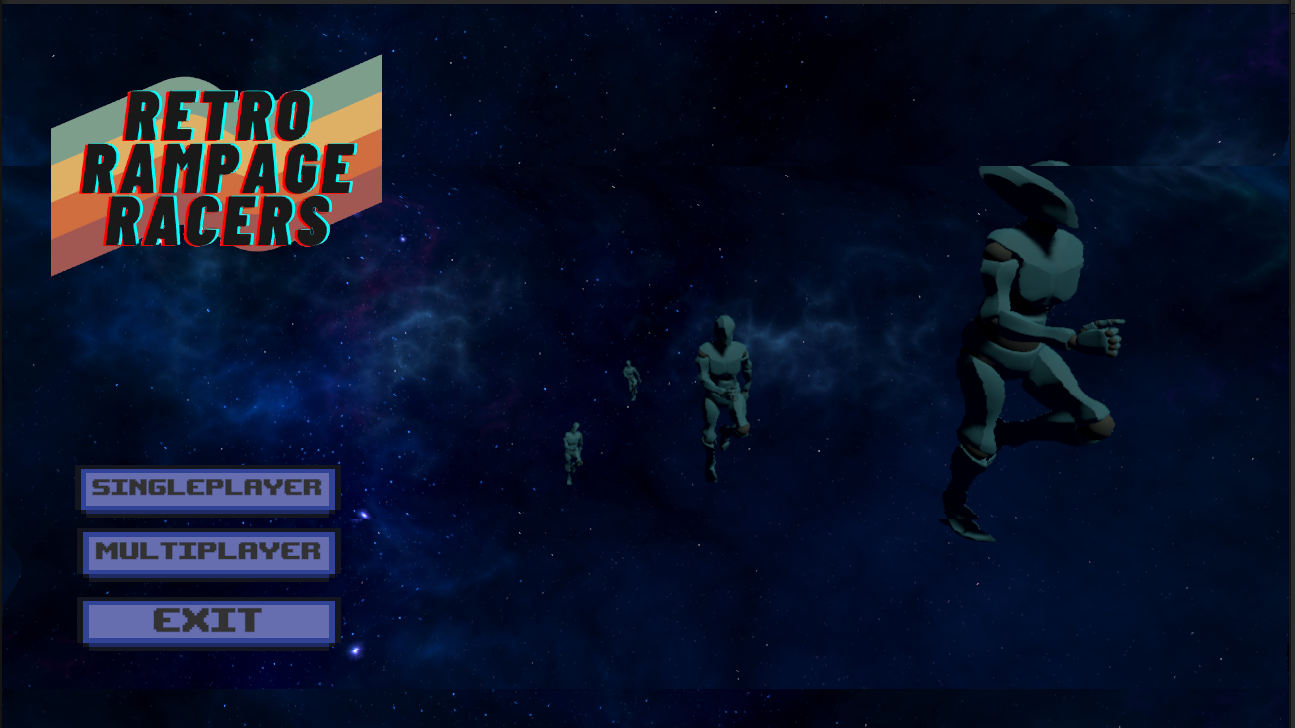 RETRO
RAMPAGE
RACERS
SINGLEPLAYER
MULTIPLAYER
EXIT